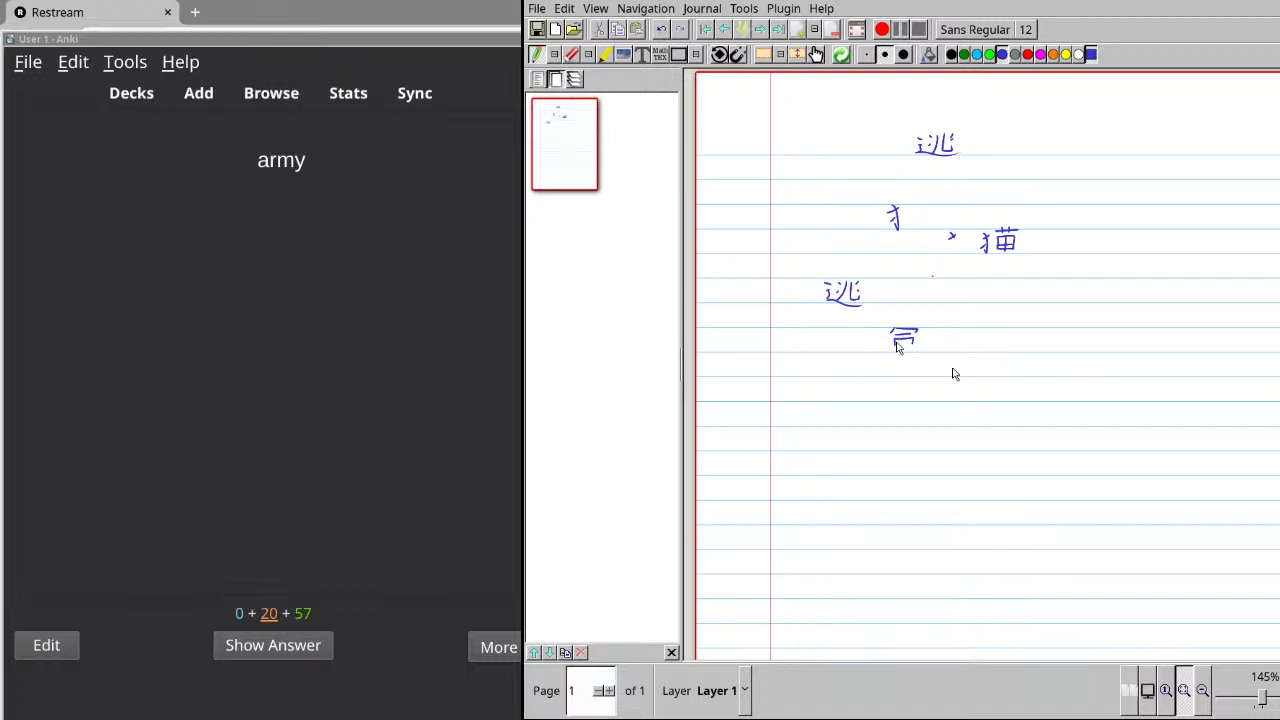 Restream × +
User 1 - Anki
File Edit Tools Help
Decks Add Browse Stats Sync
army
0 + 20 + 57
Edit Show Answer More
File Edit View Navigation Journal Tools Plugin Help
Sans Regular 12
逃
扌
猫
逃
Page 1 of 1 Layer Layer 1 145%